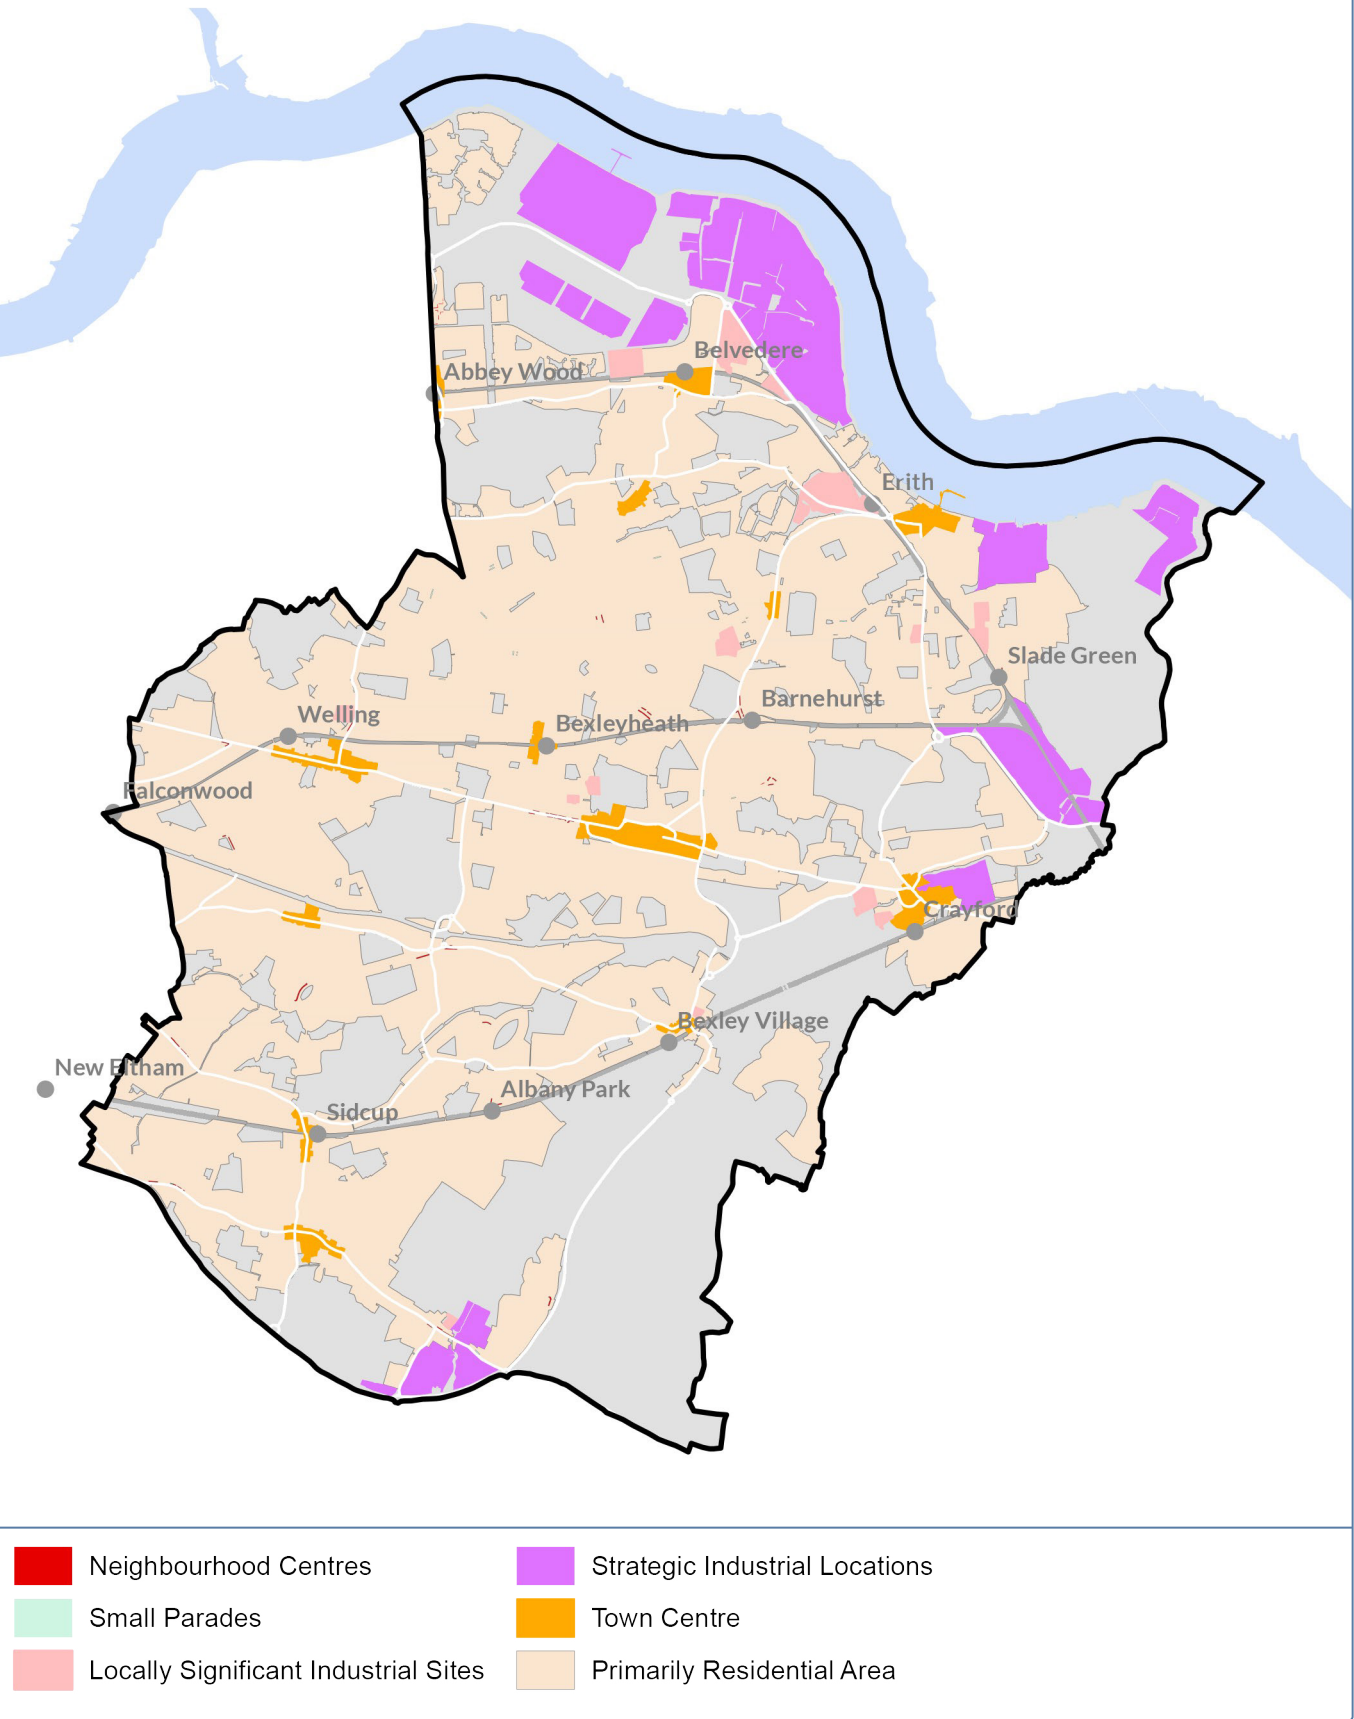 Belvedere
Abbey Wood
Erith
Slade Green
Barnehurst
Welling
Bexleyheath
Falconwood
Crayford
Bexley Village
New Eltham
Albany Park
Sidcup
Neighbourhood Centres
Strategic Industrial Locations
Small Parades
Town Centre
Locally Significant Industrial Sites
Primarily Residential Area